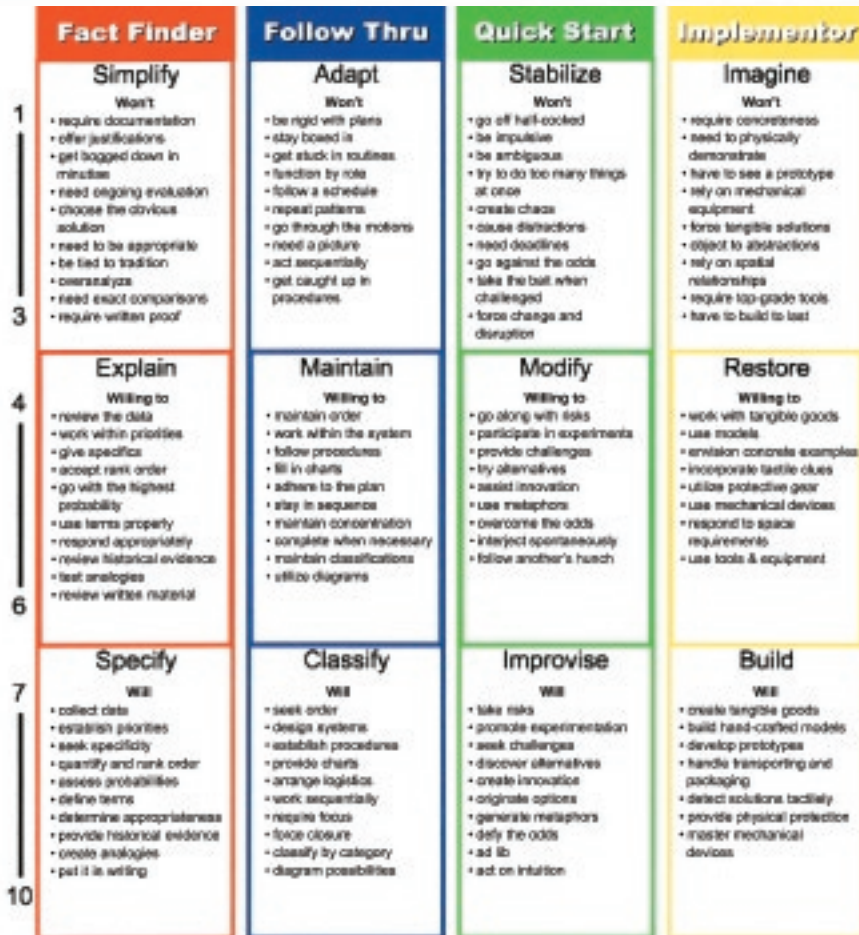 Fact Finder
Follow Thru
Quick Start
Implementor
1
3
4
6
7
10
Simplify
Won't
• require documentation
• offer justifications
• get bogged down in
minutiae
• need ongoing evaluation
• choose the obvious
solution
• need to be appropriate
• be tied to tradition
• overanalyze
• need exact comparisons
• require written proof
Adapt
Won't
• be rigid with plans
• stay boxed in
• get stuck in routines
• function by role
• follow a schedule
• repeat patterns
• go through the motions
• need a picture
• act sequentially
• get caught up in
procedures
Stabilize
Won't
• go off half-cocked
• be impulsive
• be ambiguous
• try to do too many things
at once
• create chaos
• cause distractions
• need deadlines
• go against the odds
• take the bait when
challenged
• force change and
disruption
Imagine
Won't
• require concreteness
• need to physically
demonstrate
• have to see a prototype
• rely on mechanical
equipment
• force tangible solutions
• object to abstractions
• rely on spatial
relationships
• require top-grade tools
• have to build to last
Explain
Willing to
• review the data
• work within priorities
• give specifics
• accept rank order
• go with the highest
probability
• use terms properly
• respond appropriately
• review historical evidence
• test analogies
• review written material
Maintain
Willing to
• maintain order
• work within the system
• follow procedures
• fill in charts
• adhere to the plan
• stay in sequence
• maintain concentration
• complete when necessary
• maintain classifications
• utilize diagrams
Modify
Willing to
• go along with risks
• participate in experiments
• provide challenges
• try alternatives
• assist innovation
• use metaphors
• overcome the odds
• interject spontaneously
• follow another's hunch
Restore
Willing to
• work with tangible goods
• use models
• envision concrete examples
• incorporate tactile clues
• utilize protective gear
• use mechanical devices
• respond to space
requirements
• use tools & equipment
Specify
Will
• collect data
• establish priorities
• seek specificity
• quantify and rank order
• assess probabilities
• define terms
• determine appropriateness
• provide historical evidence
• create analogies
• put it in writing
Classify
Will
• seek order
• design systems
• establish procedures
• provide charts
• arrange logistics
• work sequentially
• require focus
• force closure
• classify by category
• diagram possibilities
Improvise
Will
• take risks
• promote experimentation
• seek challenges
• discover alternatives
• create innovation
• originate options
• generate metaphors
• defy the odds
• ad lib
• act on intuition
Build
Will
• create tangible goods
• build hand-crafted models
• develop prototypes
• handle transporting and
packaging
• detect solutions tactilely
• provide physical protection
• master mechanical
devices